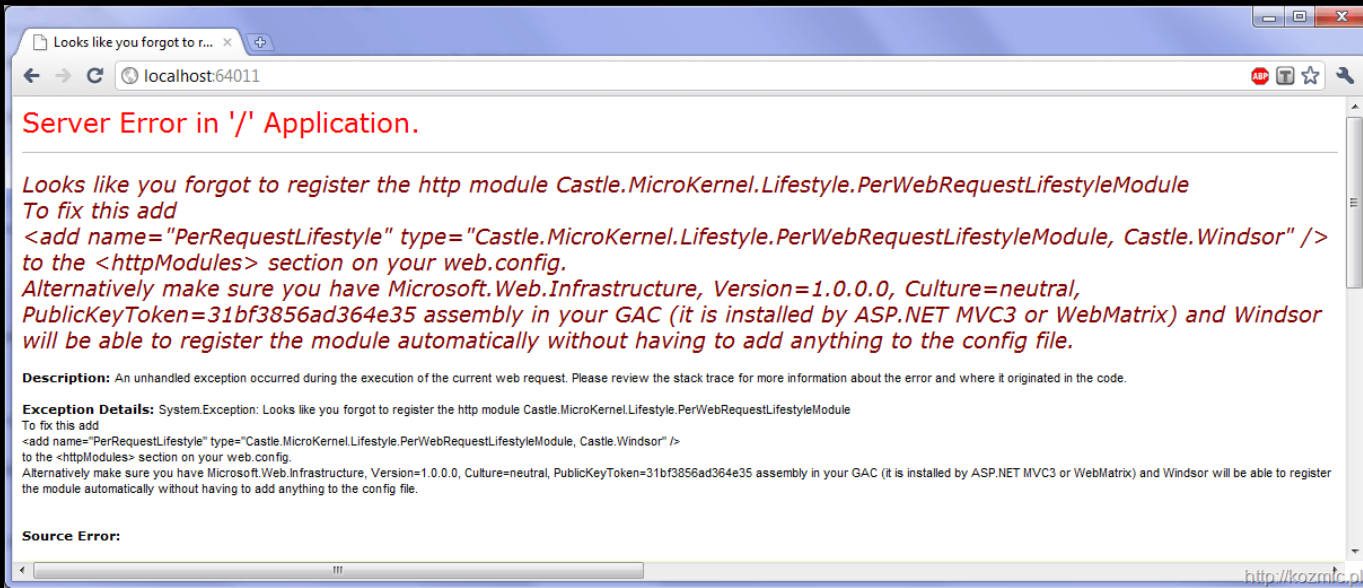 Looks like you forgot to r...
localhost:64011
ABP
T
Server Error in '/' Application.
Looks like you forgot to register the http module Castle.MicroKernel.Lifestyle.PerWebRequestLifestyleModule
To fix this add
<add name="PerRequestLifestyle" type="Castle.MicroKernel.Lifestyle.PerWebRequestLifestyleModule, Castle.Windsor" />
to the <httpModules> section on your web.config.
Alternatively make sure you have Microsoft.Web.Infrastructure, Version=1.0.0.0, Culture=neutral,
PublicKeyToken=31bf3856ad364e35 assembly in your GAC (it is installed by ASP.NET MVC3 or WebMatrix) and Windsor
will be able to register the module automatically without having to add anything to the config file.
Description: An unhandled exception occurred during the execution of the current web request. Please review the stack trace for more information about the error and where it originated in the code.
Exception Details: System.Exception: Looks like you forgot to register the http module Castle.MicroKernel.Lifestyle.PerWebRequestLifestyleModule
To fix this add
<add name="PerRequestLifestyle" type="Castle.MicroKernel.Lifestyle.PerWebRequestLifestyleModule, Castle.Windsor" />
to the <httpModules> section on your web.config.
Alternatively make sure you have Microsoft.Web.Infrastructure, Version=1.0.0.0, Culture=neutral, PublicKeyToken=31bf3856ad364e35 assembly in your GAC (it is installed by ASP.NET MVC3 or WebMatrix) and Windsor will be able to register
the module automatically without having to add anything to the config file.
Source Error:
http://kozmic.pl